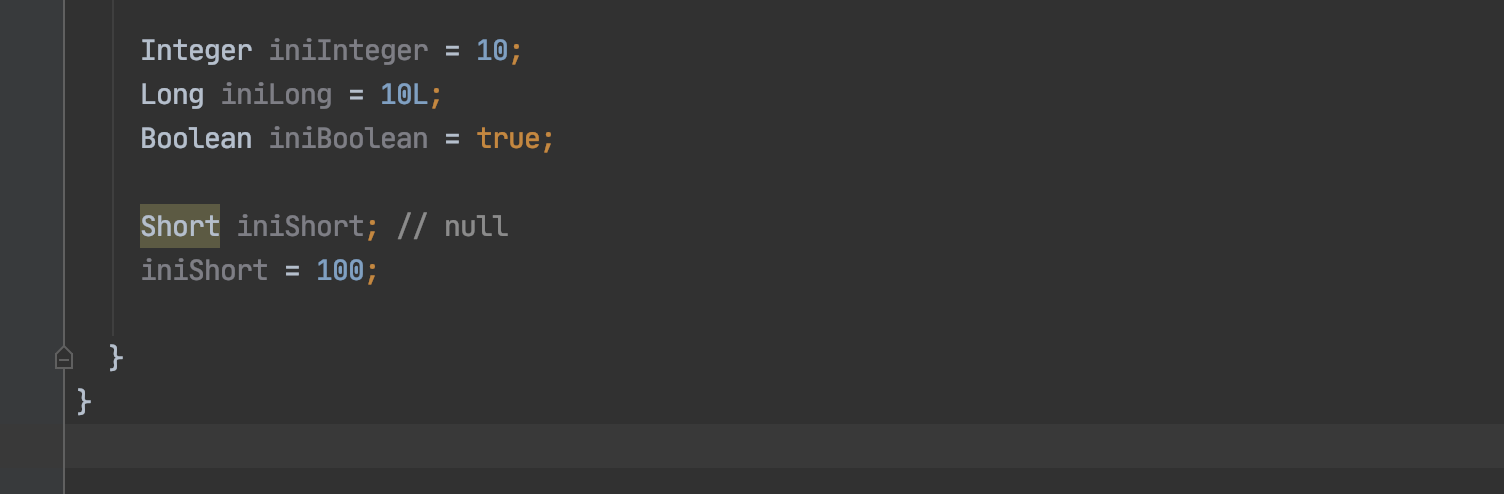 Integer iniInteger = 10;
Long iniLong = 10L;
Boolean iniBoolean = true;
Short iniShort; // null
iniShort = 100;
}
}